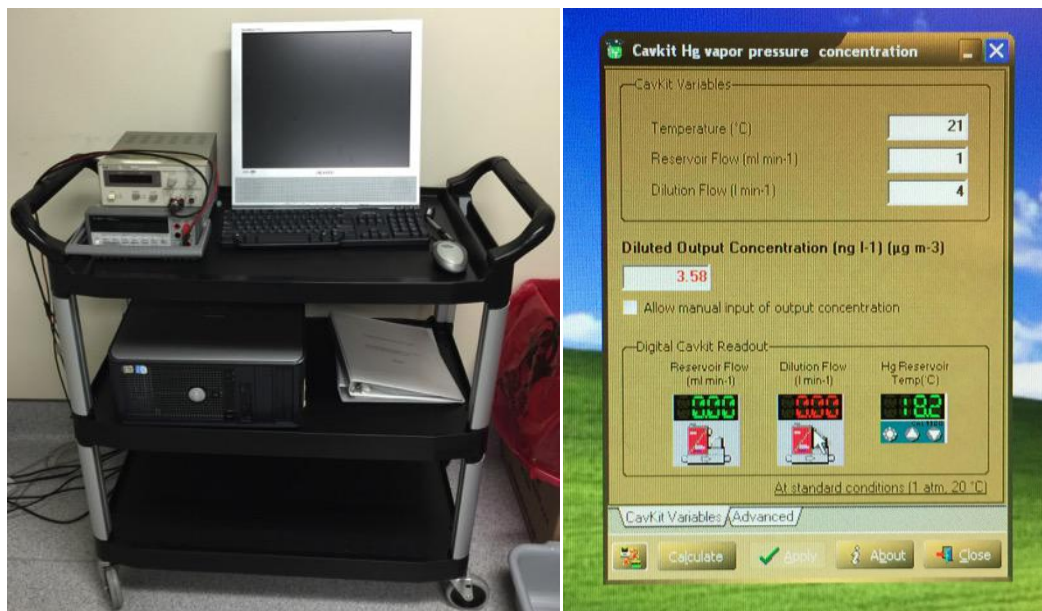 Cavkit Hg vapor pressure concentration
CavKit Variables
Temperature (°C)
21
Reservoir Flow (ml min-1)
1
Dilution Flow (l min-1)
4
Diluted Output Concentration (ng l-1) (µg m-3)
3.58
Allow manual input of output concentration
Digital Cavkit Readout
Reservoir Flow
(ml min-1)
Dilution Flow
(l min-1)
Hg Reservoir
Temp(°C)
0.00
0.00
18.2
At standard conditions (1 atm, 20 °C)
CavKit Variables
Advanced
Calculate
Apply
About
Close